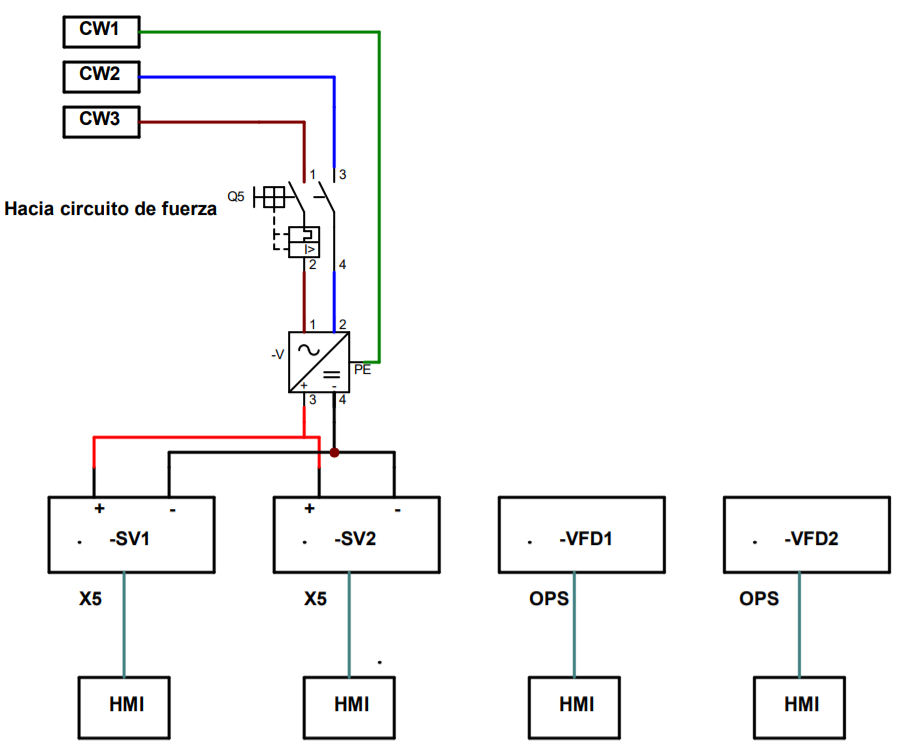 CW1
CW2
CW3
1 3
Q5
Hacia circuito de fuerza
I>
2 4
1 2
-V
PE
+ -
3 4
+ - + -
. -SV1 . -SV2 . -VFD1 . -VFD2
X5 X5 OPS OPS
.
HMI HMI HMI HMI